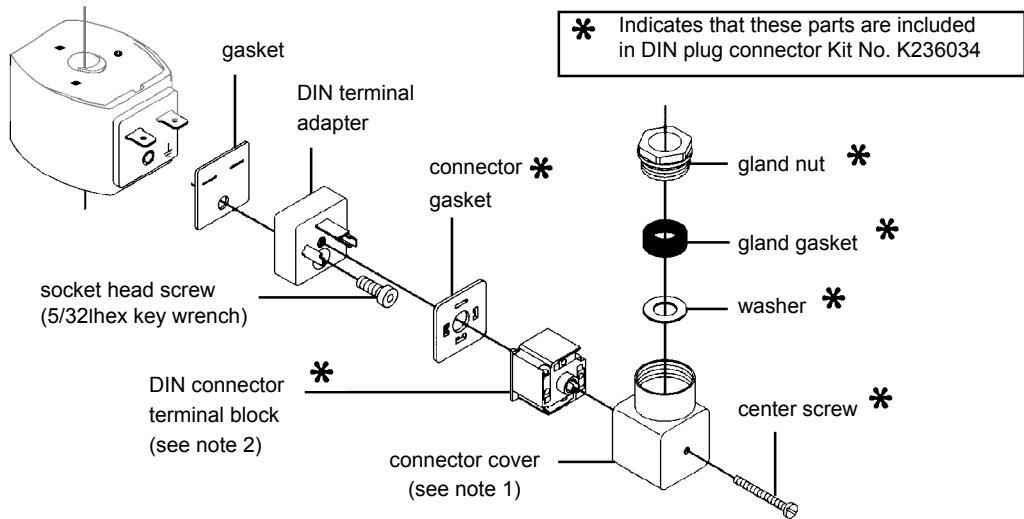 * Indicates that these parts are included
in DIN plug connector Kit No. K236034
gasket
DIN terminal
adapter
connector *
gasket
gland nut *
gland gasket *
washer *
socket head screw
(5/32lhex key wrench)
DIN connector *
terminal block
(see note 2)
center screw *
connector cover
(see note 1)